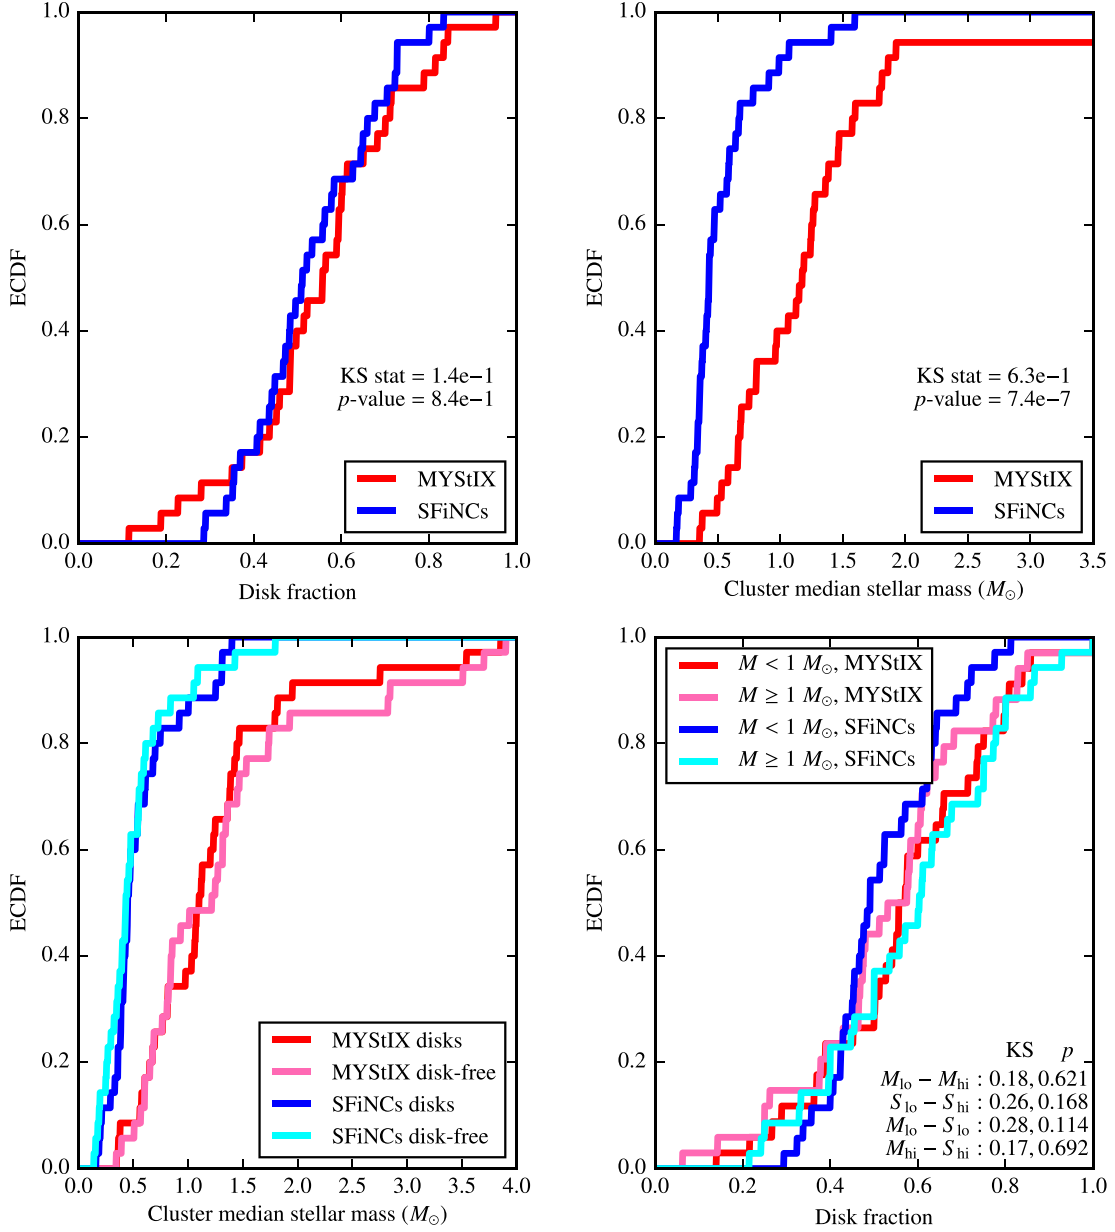 1.0
0.8
0.6
0.4
0.2
0.0
ECDF
KS stat = 1.4e−1
p-value = 8.4e−1
MYStIX
SFiNCs
0.0 0.2 0.4 0.6 0.8 1.0
Disk fraction
1.0
0.8
0.6
0.4
0.2
0.0
ECDF
KS stat = 6.3e−1
p-value = 7.4e−7
MYStIX
SFiNCs
0.0 0.5 1.0 1.5 2.0 2.5 3.0 3.5
Cluster median stellar mass (M⊙)
1.0
0.8
0.6
0.4
0.2
0.0
ECDF
MYStIX disks
MYStIX disk-free
SFiNCs disks
SFiNCs disk-free
0.0 0.5 1.0 1.5 2.0 2.5 3.0 3.5 4.0
Cluster median stellar mass (M⊙)
1.0
0.8
0.6
0.4
0.2
0.0
ECDF
M < 1 M⊙, MYStIX
M ≥ 1 M⊙, MYStIX
M < 1 M⊙, SFiNCs
M ≥ 1 M⊙, SFiNCs
KS p
Mlo − Mhi : 0.18, 0.621
Slo − Shi : 0.26, 0.168
Mlo − Slo : 0.28, 0.114
Mhi − Shi : 0.17, 0.692
0.0 0.2 0.4 0.6 0.8 1.0
Disk fraction